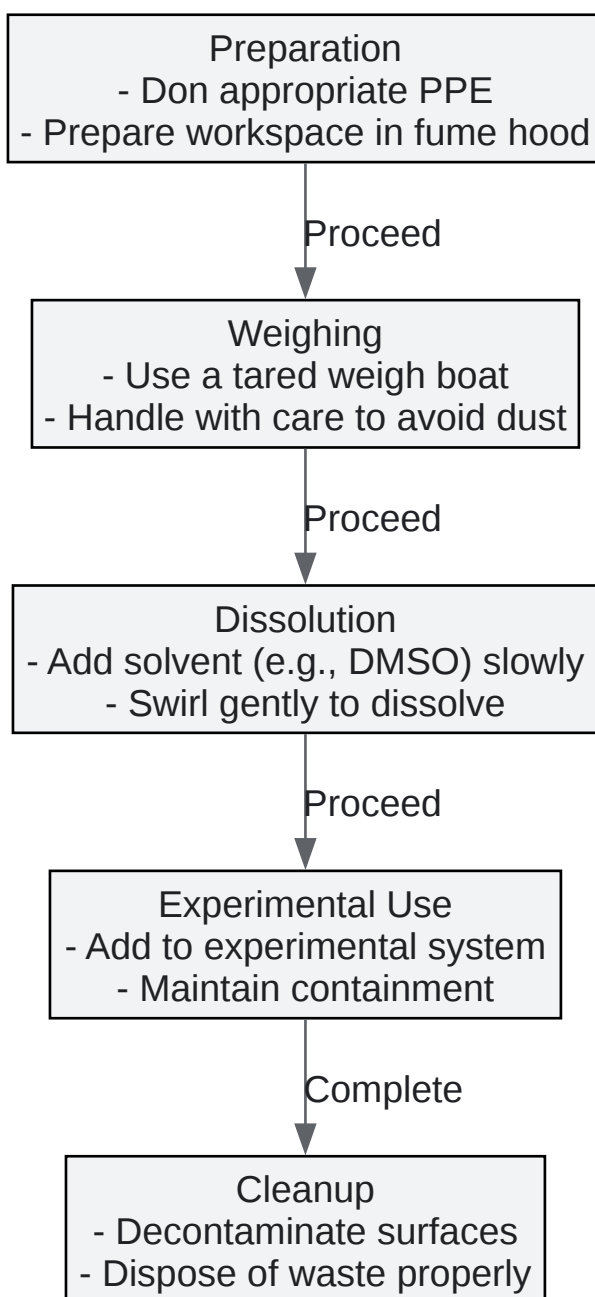 Preparation
- Don appropriate PPE
- Prepare workspace in fume hood
Proceed
Weighing
- Use a tared weigh boat
- Handle with care to avoid dust
Proceed
Dissolution
- Add solvent (e.g., DMSO) slowly
- Swirl gently to dissolve
Proceed
Experimental Use
- Add to experimental system
- Maintain containment
Complete
Cleanup
- Decontaminate surfaces
- Dispose of waste properly